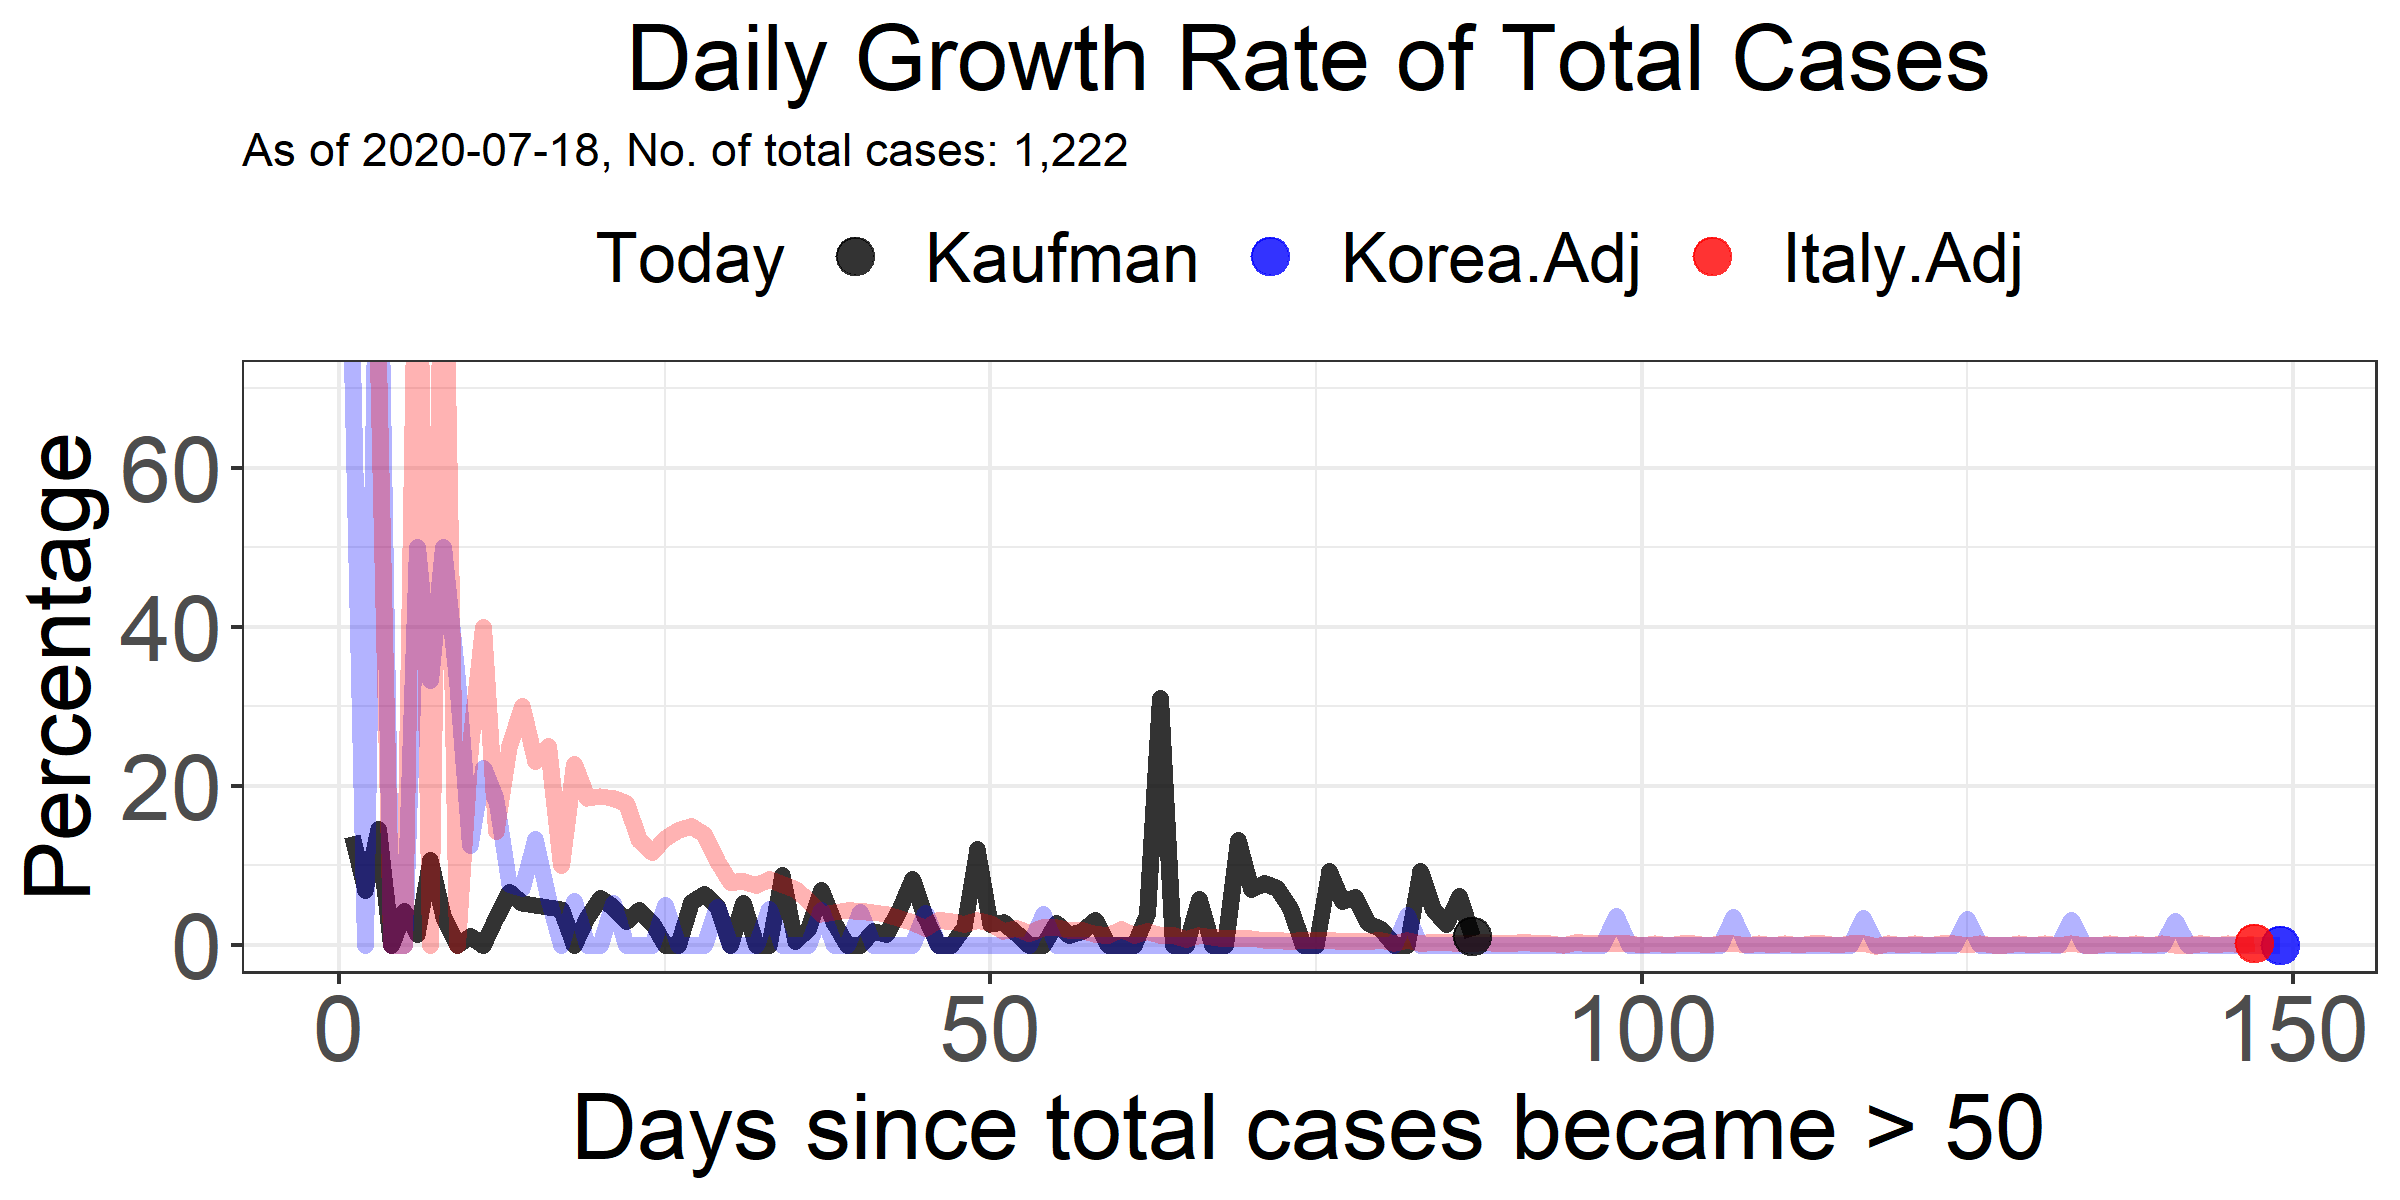 Daily Growth Rate of Total Cases
As of 2020-07-18, No. of total cases: 1,222
Today Kaufman Korea.Adj Italy.Adj
Percentage
60
40
20
0
0 50 100 150
Days since total cases became > 50